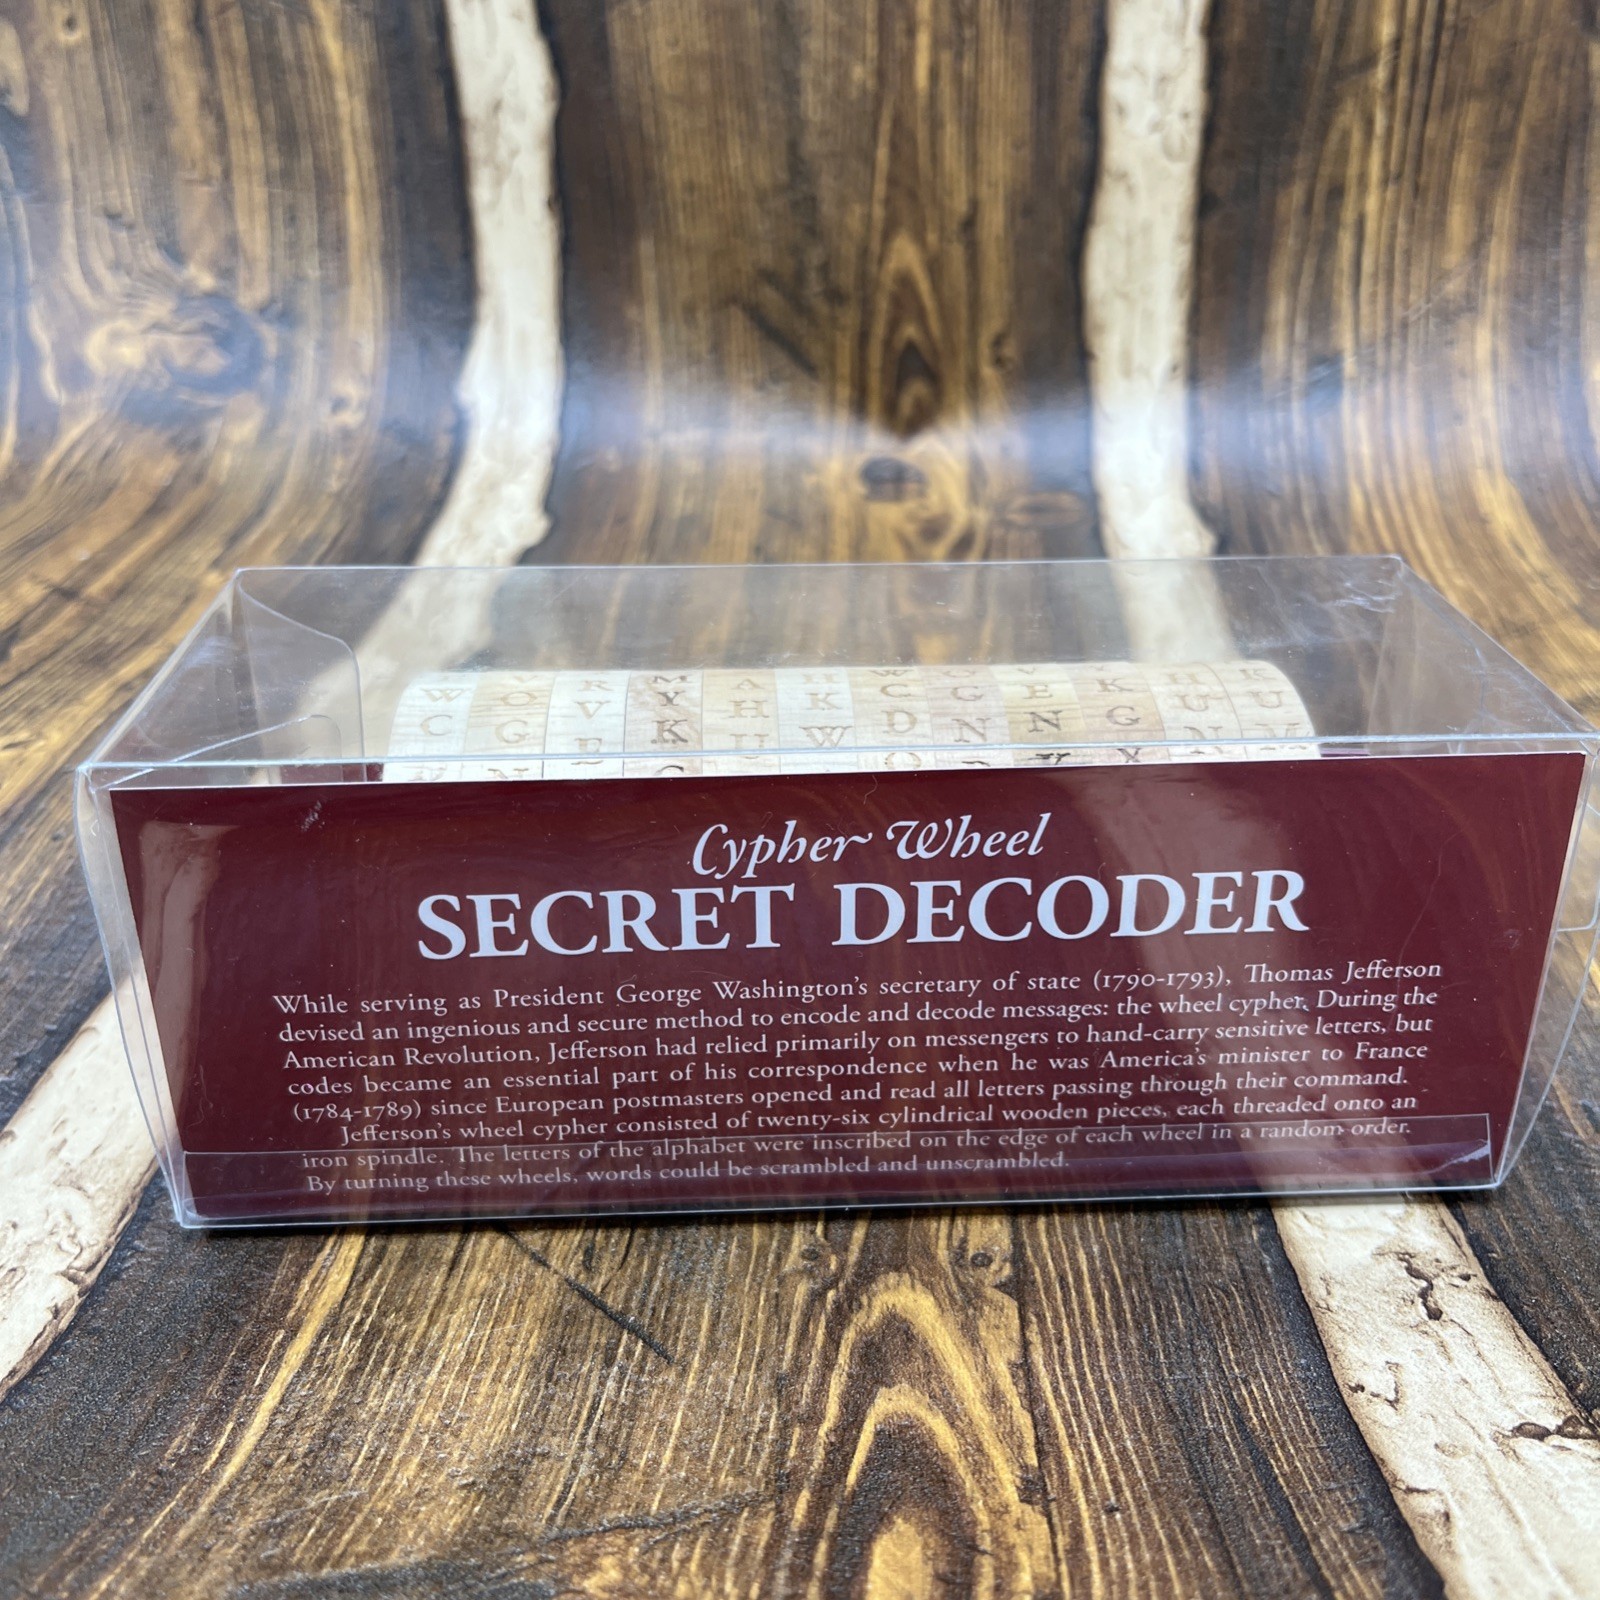 W O R M A H W G V K H R
C G V Y H K C N E G U U
K U W D N N
Cypher Wheel
SECRET DECODER
While serving as President George Washington's secretary of state (1790-1793), Thomas Jefferson
devised an ingenious and secure method to encode and decode messages: the wheel cypher. During the
American Revolution, Jefferson had relied primarily on messengers to hand-carry sensitive letters, but
codes became an essential part of his correspondence when he was America's minister to France
(1784-1789) since European postmasters opened and read all letters passing through their command.
Jefferson's wheel cypher consisted of twenty-six cylindrical wooden pieces, each threaded onto an
iron spindle. The letters of the alphabet were inscribed on the edge of each wheel in a random order.
By turning these wheels, words could be scrambled and unscrambled.